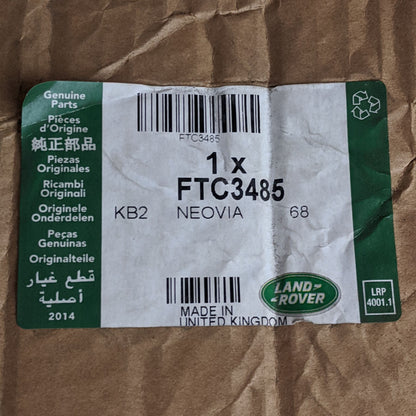 Genuine
Parts
Pièces
d'Origine
純正部品
Piezas
Originales
Ricambi
Originali
Originele
Onderdelen
Peças
Genuinas
Originalteile
قطع غيار
أصلية
2014
FTC3485
1 x
FTC3485
KB2 NEOVIA 68
MADE IN
UNITED KINGDOM
LAND
ROVER
LRP
4001.1